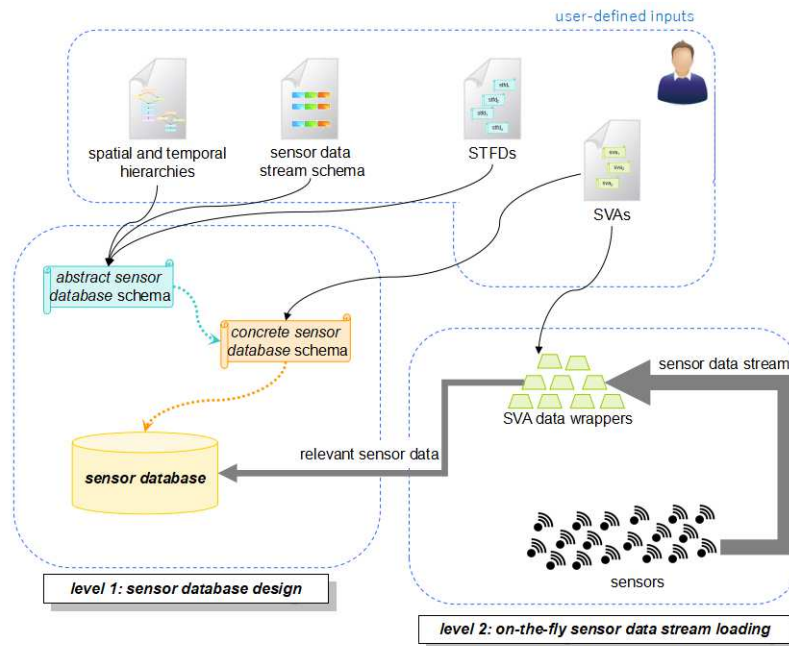 user-defined inputs
spatial and temporal
hierarchies
sensor data
stream schema
STFDs
SVAs
abstract sensor
database schema
concrete sensor
database schema
sensor database
relevant sensor data
sensor data stream
SVA data wrappers
sensors
level 1: sensor database design
level 2: on-the-fly sensor data stream loading